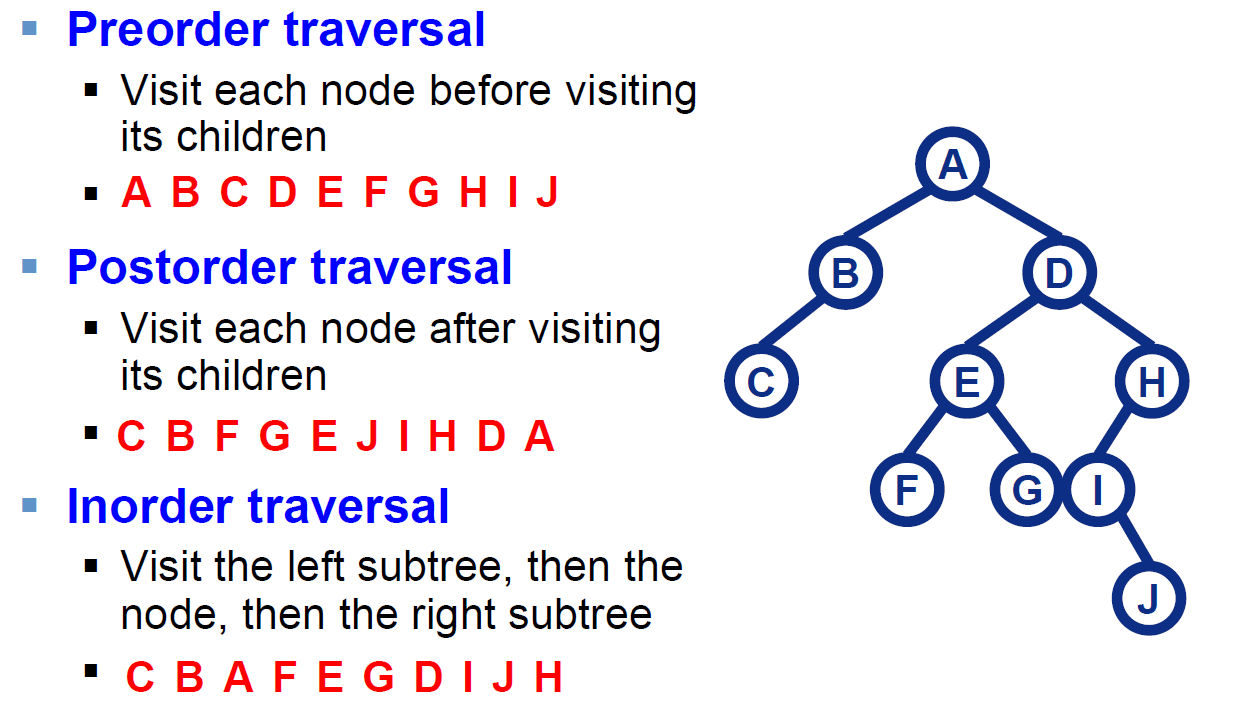 Preorder traversal
Visit each node before visiting
its children
A B C D E F G H I J
Postorder traversal
Visit each node after visiting
its children
C B F G E J I H D A
Inorder traversal
Visit the left subtree, then the
node, then the right subtree
C B A F E G D I J H
A
B D
C E H
F G I
J